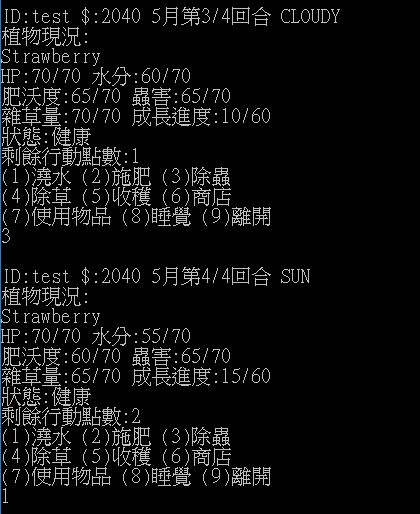 ID:test $:2040 5月第3/4回合 CLOUDY
植物現況:
Strawberry
HP:70/70 水分:60/70
肥沃度:65/70 蟲害:65/70
雜草量:70/70 成長進度:10/60
狀態:健康
剩餘行動點數:1
(1)澆水 (2)施肥 (3)除蟲
(4)除草 (5)收穫 (6)商店
(7)使用物品 (8)睡覺 (9)離開
3
ID:test $:2040 5月第4/4回合 SUN
植物現況:
Strawberry
HP:70/70 水分:55/70
肥沃度:60/70 蟲害:65/70
雜草量:65/70 成長進度:15/60
狀態:健康
剩餘行動點數:2
(1)澆水 (2)施肥 (3)除蟲
(4)除草 (5)收穫 (6)商店
(7)使用物品 (8)睡覺 (9)離開
1